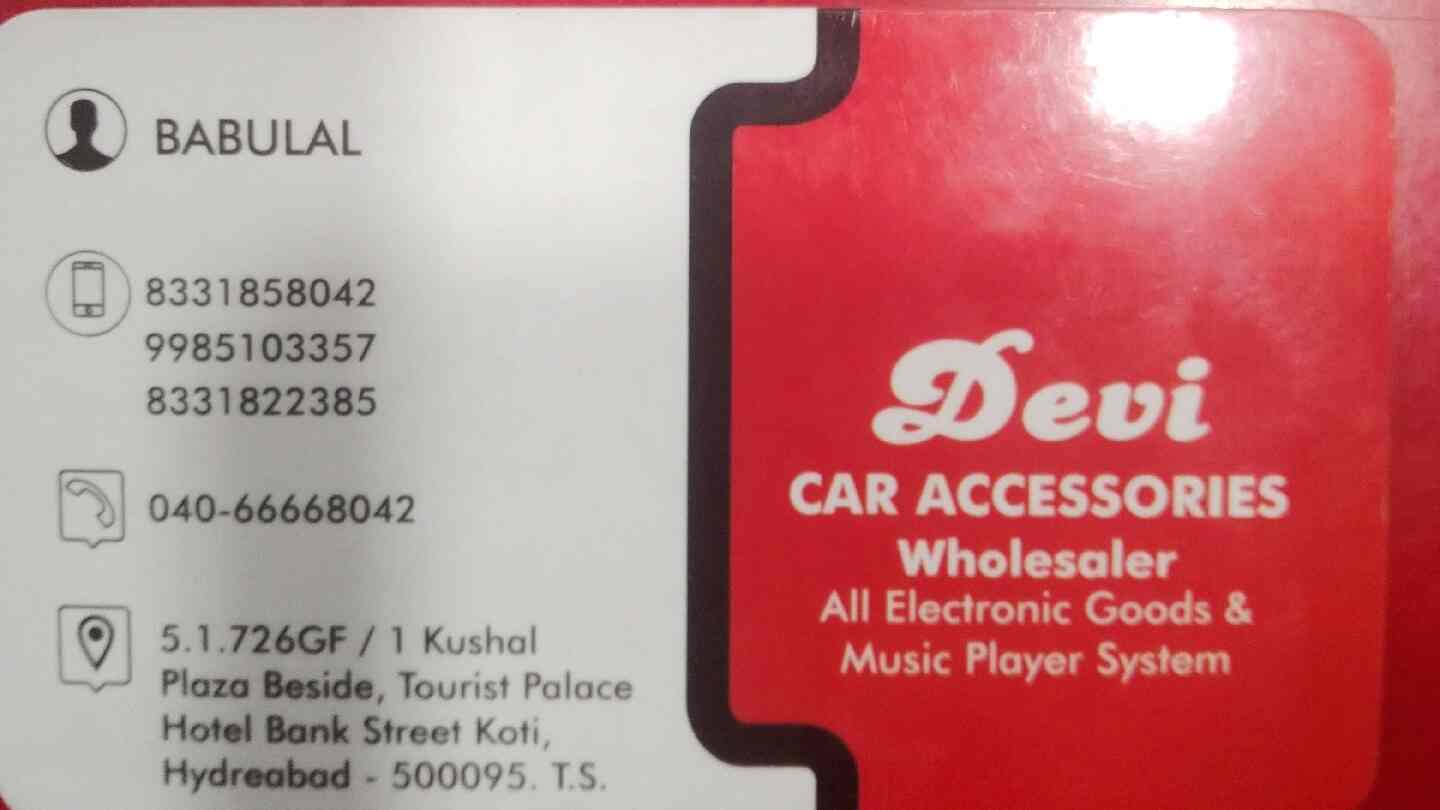 BABULAL
8331858042
9985103357
8331822385
040-66668042
5.1.726GF / 1 Kushal
Plaza Beside, Tourist Palace
Hotel Bank Street Koti,
Hydreabad - 500095. T.S.
Devi
CAR ACCESSORIES
Wholesaler
All Electronic Goods &
Music Player System